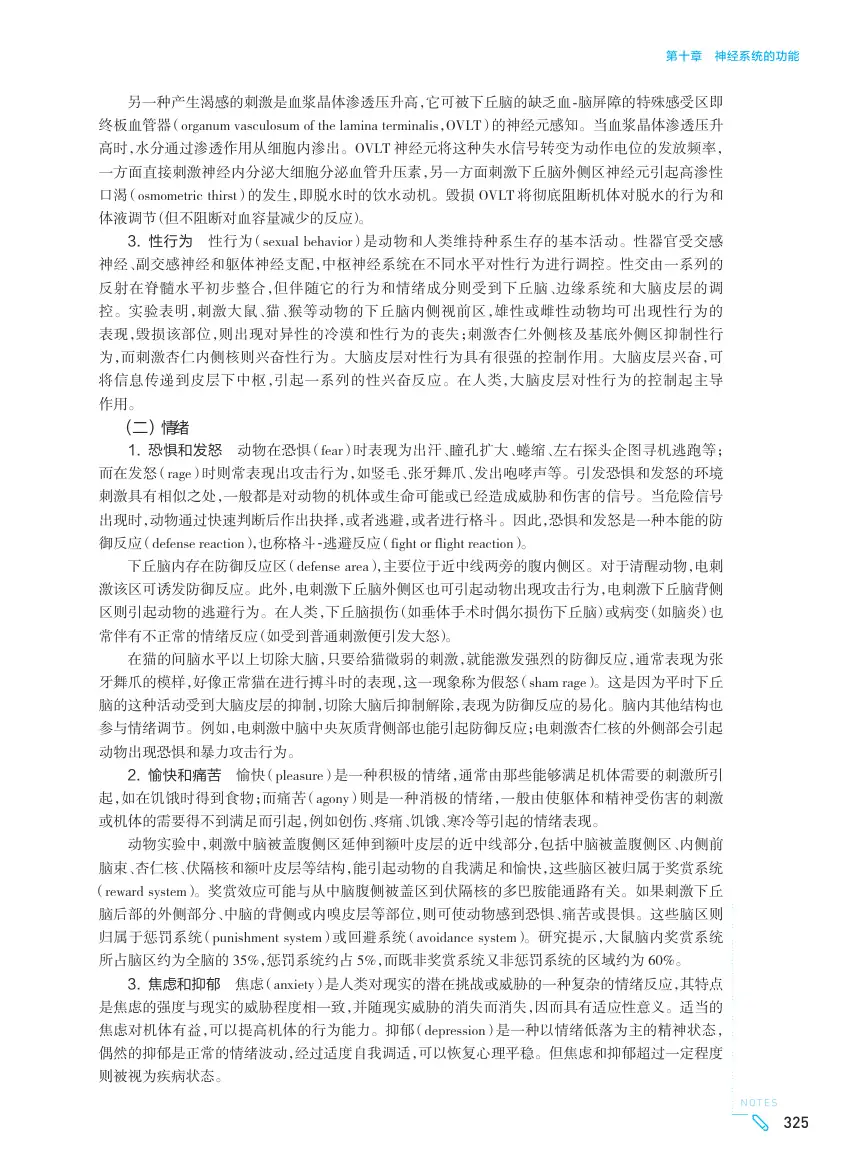 第十章 神经系统的功能
另一种产生渴感的刺激是血浆晶体渗透压升高,它可被下丘脑的缺乏血-脑屏障的特殊感受区即
终板血管器(organum vasculosum of the lamina terminalis,OVLT)的神经元感知。当血浆晶体渗透压升
高时,水分通过渗透作用从细胞内渗出。OVLT 神经元将这种失水信号转变为动作电位的发放频率,
一方面直接刺激神经内分泌大细胞分泌血管升压素,另一方面刺激下丘脑外侧区神经元引起高渗性
口渴(osmometric thirst)的发生,即脱水时的饮水动机。毁损 OVLT 将彻底阻断机体对脱水的行为和
体液调节(但不阻断对血容量减少的反应)。
3. 性行为 性行为(sexual behavior)是动物和人类维持种系生存的基本活动。性器官受交感
神经、副交感神经和躯体神经支配,中枢神经系统在不同水平对性行为进行调控。性交由一系列的
反射在脊髓水平初步整合,但伴随它的行为和情绪成分则受到下丘脑、边缘系统和大脑皮层的调
控。实验表明,刺激大鼠、猫、猴等动物的下丘脑内侧视前区,雄性或雌性动物均可出现性行为的
表现,毁损该部位,则出现对异性的冷漠和性行为的丧失;刺激杏仁外侧核及基底外侧区抑制性行
为,而刺激杏仁内侧核则兴奋性行为。大脑皮层对性行为具有很强的控制作用。大脑皮层兴奋,可
将信息传递到皮层下中枢,引起一系列的性兴奋反应。在人类,大脑皮层对性行为的控制起主导
作用。
(二)情绪
1. 恐惧和发怒 动物在恐惧(fear)时表现为出汗、瞳孔扩大、蜷缩、左右探头企图寻机逃跑等;
而在发怒(rage)时则常表现出攻击行为,如竖毛、张牙舞爪、发出咆哮声等。引发恐惧和发怒的环境
刺激具有相似之处,一般都是对动物的机体或生命可能或已经造成威胁和伤害的信号。当危险信号
出现时,动物通过快速判断后作出抉择,或者逃避,或者进行格斗。因此,恐惧和发怒是一种本能的防
御反应(defense reaction),也称格斗-逃避反应(fight or flight reaction)。
下丘脑内存在防御反应区(defense area),主要位于近中线两旁的腹内侧区。对于清醒动物,电刺
激该区可诱发防御反应。此外,电刺激下丘脑外侧区也可引起动物出现攻击行为,电刺激下丘脑背侧
区则引起动物的逃避行为。在人类,下丘脑损伤(如垂体手术时偶尔损伤下丘脑)或病变(如脑炎)也
常伴有不正常的情绪反应(如受到普通刺激便引发大怒)。
在猫的间脑水平以上切除大脑,只要给猫微弱的刺激,就能激发强烈的防御反应,通常表现为张
牙舞爪的模样,好像正常猫在进行搏斗时的表现,这一现象称为假怒(sham rage)。这是因为平时下丘
脑的这种活动受到大脑皮层的抑制,切除大脑后抑制解除,表现为防御反应的易化。脑内其他结构也
参与情绪调节。例如,电刺激中脑中央灰质背侧部也能引起防御反应;电刺激杏仁核的外侧部会引起
动物出现恐惧和暴力攻击行为。
2. 愉快和痛苦 愉快(pleasure)是一种积极的情绪,通常由那些能够满足机体需要的刺激所引
起,如在饥饿时得到食物;而痛苦(agony)则是一种消极的情绪,一般由使躯体和精神受伤害的刺激
或机体的需要得不到满足而引起,例如创伤、疼痛、饥饿、寒冷等引起的情绪表现。
动物实验中,刺激中脑被盖腹侧区延伸到额叶皮层的近中线部分,包括中脑被盖腹侧区、内侧前
脑束、杏仁核、伏隔核和额叶皮层等结构,能引起动物的自我满足和愉快,这些脑区被归属于奖赏系统
(reward system)。奖赏效应可能与从中脑腹侧被盖区到伏隔核的多巴胺能通路有关。如果刺激下丘
脑后部的外侧部分、中脑的背侧或内嗅皮层等部位,则可使动物感到恐惧、痛苦或畏惧。这些脑区则
归属于惩罚系统(punishment system)或回避系统(avoidance system)。研究提示,大鼠脑内奖赏系统
所占脑区约为全脑的 35%,惩罚系统约占 5%,而既非奖赏系统又非惩罚系统的区域约为 60%。
3. 焦虑和抑郁 焦虑(anxiety)是人类对现实的潜在挑战或威胁的一种复杂的情绪反应,其特点
是焦虑的强度与现实的威胁程度相一致,并随现实威胁的消失而消失,因而具有适应性意义。适当的
焦虑对机体有益,可以提高机体的行为能力。抑郁(depression)是一种以情绪低落为主的精神状态,
偶然的抑郁是正常的情绪波动,经过适度自我调适,可以恢复心理平稳。但焦虑和抑郁超过一定程度
则被视为疾病状态。
NOTES
325